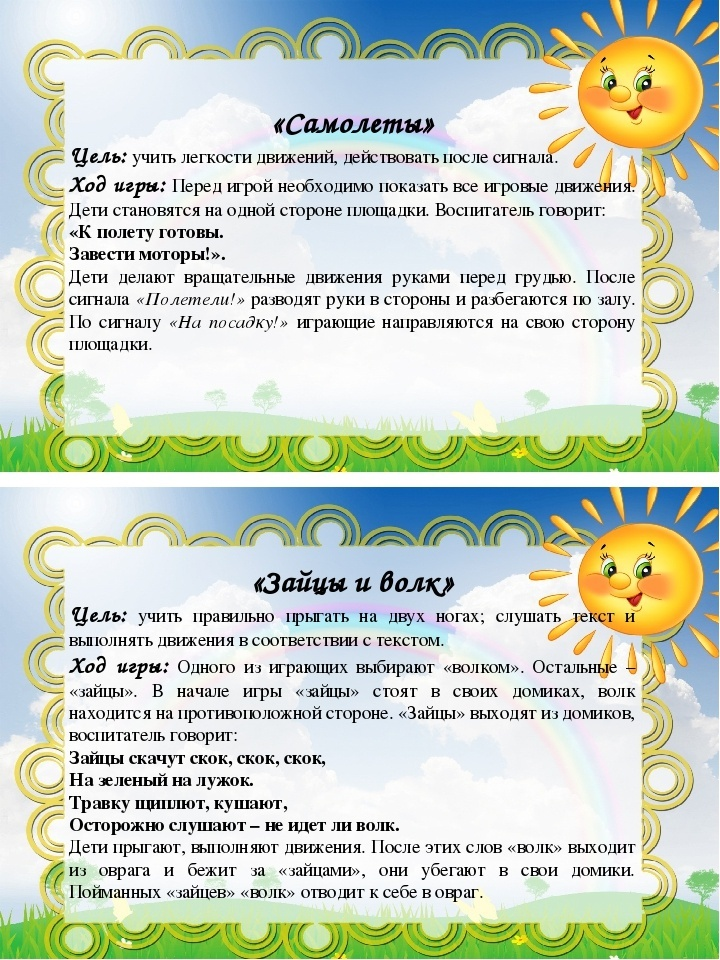 «Самолеты»
Цель: учить легкости движений, действовать после сигнала.
Ход игры: Перед игрой необходимо показать все игровые движения.
Дети становятся на одной стороне площадки. Воспитатель говорит:
«К полету готовы.
Завести моторы!».
Дети делают вращательные движения руками перед грудью. После
сигнала «Полетели!» разводят руки в стороны и разбегаются по залу.
По сигналу «На посадку!» играющие направляются на свою сторону
площадки.
«Зайцы и волк»
Цель: учить правильно прыгать на двух ногах; слушать текст и
выполнять движения в соответствии с текстом.
Ход игры: Одного из играющих выбирают «волком». Остальные –
«зайцы». В начале игры «зайцы» стоят в своих домиках, волк
находится на противоположной стороне. «Зайцы» выходят из домиков,
воспитатель говорит:
Зайцы скачут скок, скок, скок,
На зеленый на лужок.
Травку щиплют, кушают,
Осторожно слушают – не идет ли волк.
Дети прыгают, выполняют движения. После этих слов «волк» выходит
из оврага и бежит за «зайцами», они убегают в свои домики.
Пойманных «зайцев» «волк» отводит к себе в овраг.